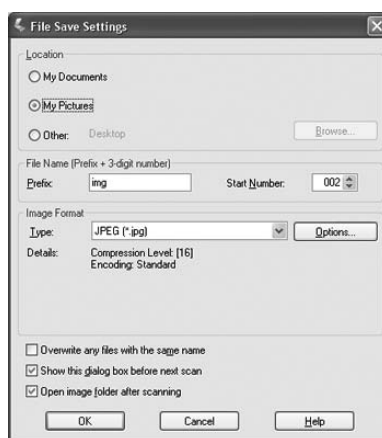 File Save Settings
Location
My Documents
My Pictures
Other: Desktop Browse...
File Name (Prefix + 3-digit number)
Prefix: img Start Number: 002
Image Format
Type: JPEG (*.jpg) Options...
Details: Compression Level: [16]
Encoding: Standard
Overwrite any files with the same name
Show this dialog box before next scan
Open image folder after scanning
OK Cancel Help